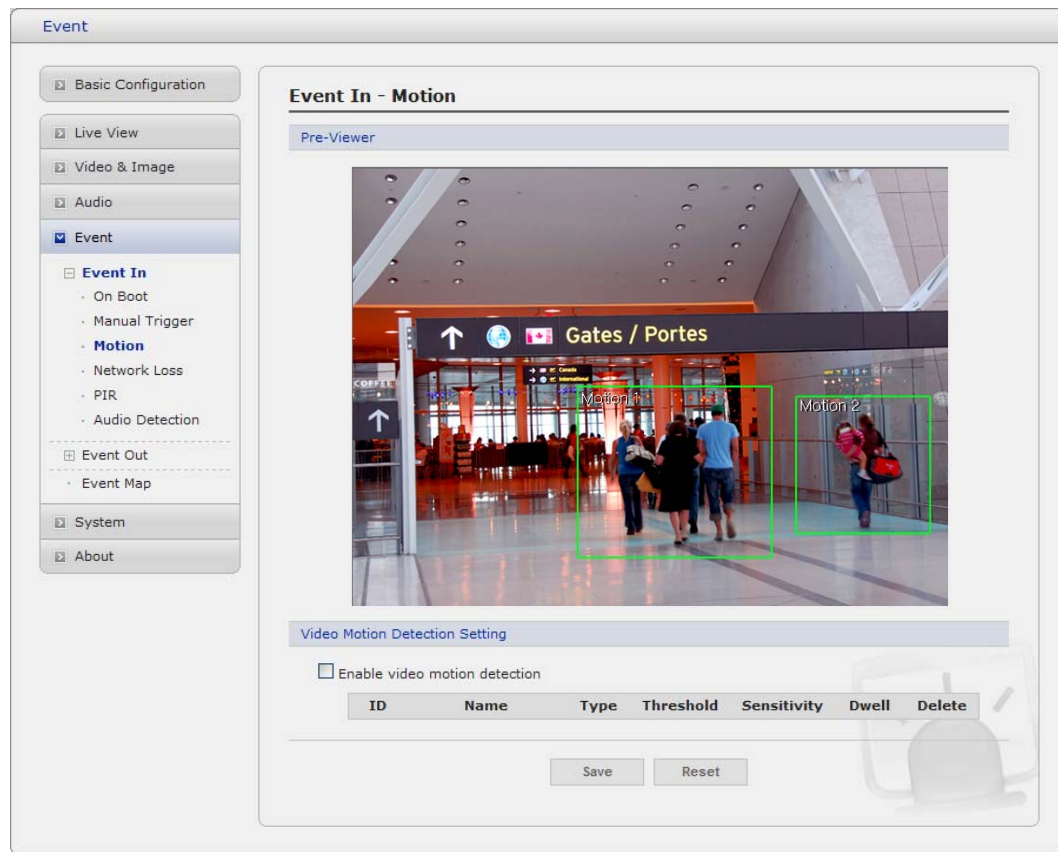 Event
Basic Configuration
Live View
Video & Image
Audio
Event
Event In
On Boot
Manual Trigger
Motion
Network Loss
PIR
Audio Detection
Event Out
Event Map
System
About
Event In - Motion
Pre-Viewer
Gates / Portes
Canada
International
COFFEE
Motion 1
Motion 2
Video Motion Detection Setting
Enable video motion detection
ID Name Type Threshold Sensitivity Dwell Delete
Save Reset